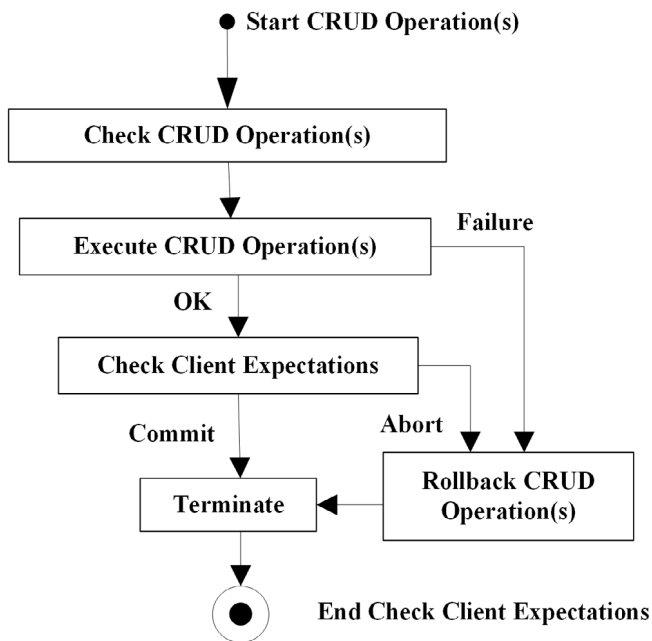 Start CRUD Operation(s)
Check CRUD Operation(s)
Failure
Execute CRUD Operation(s)
OK
Check Client Expectations
Commit
Abort
Rollback CRUD
Operation(s)
Terminate
End Check Client Expectations